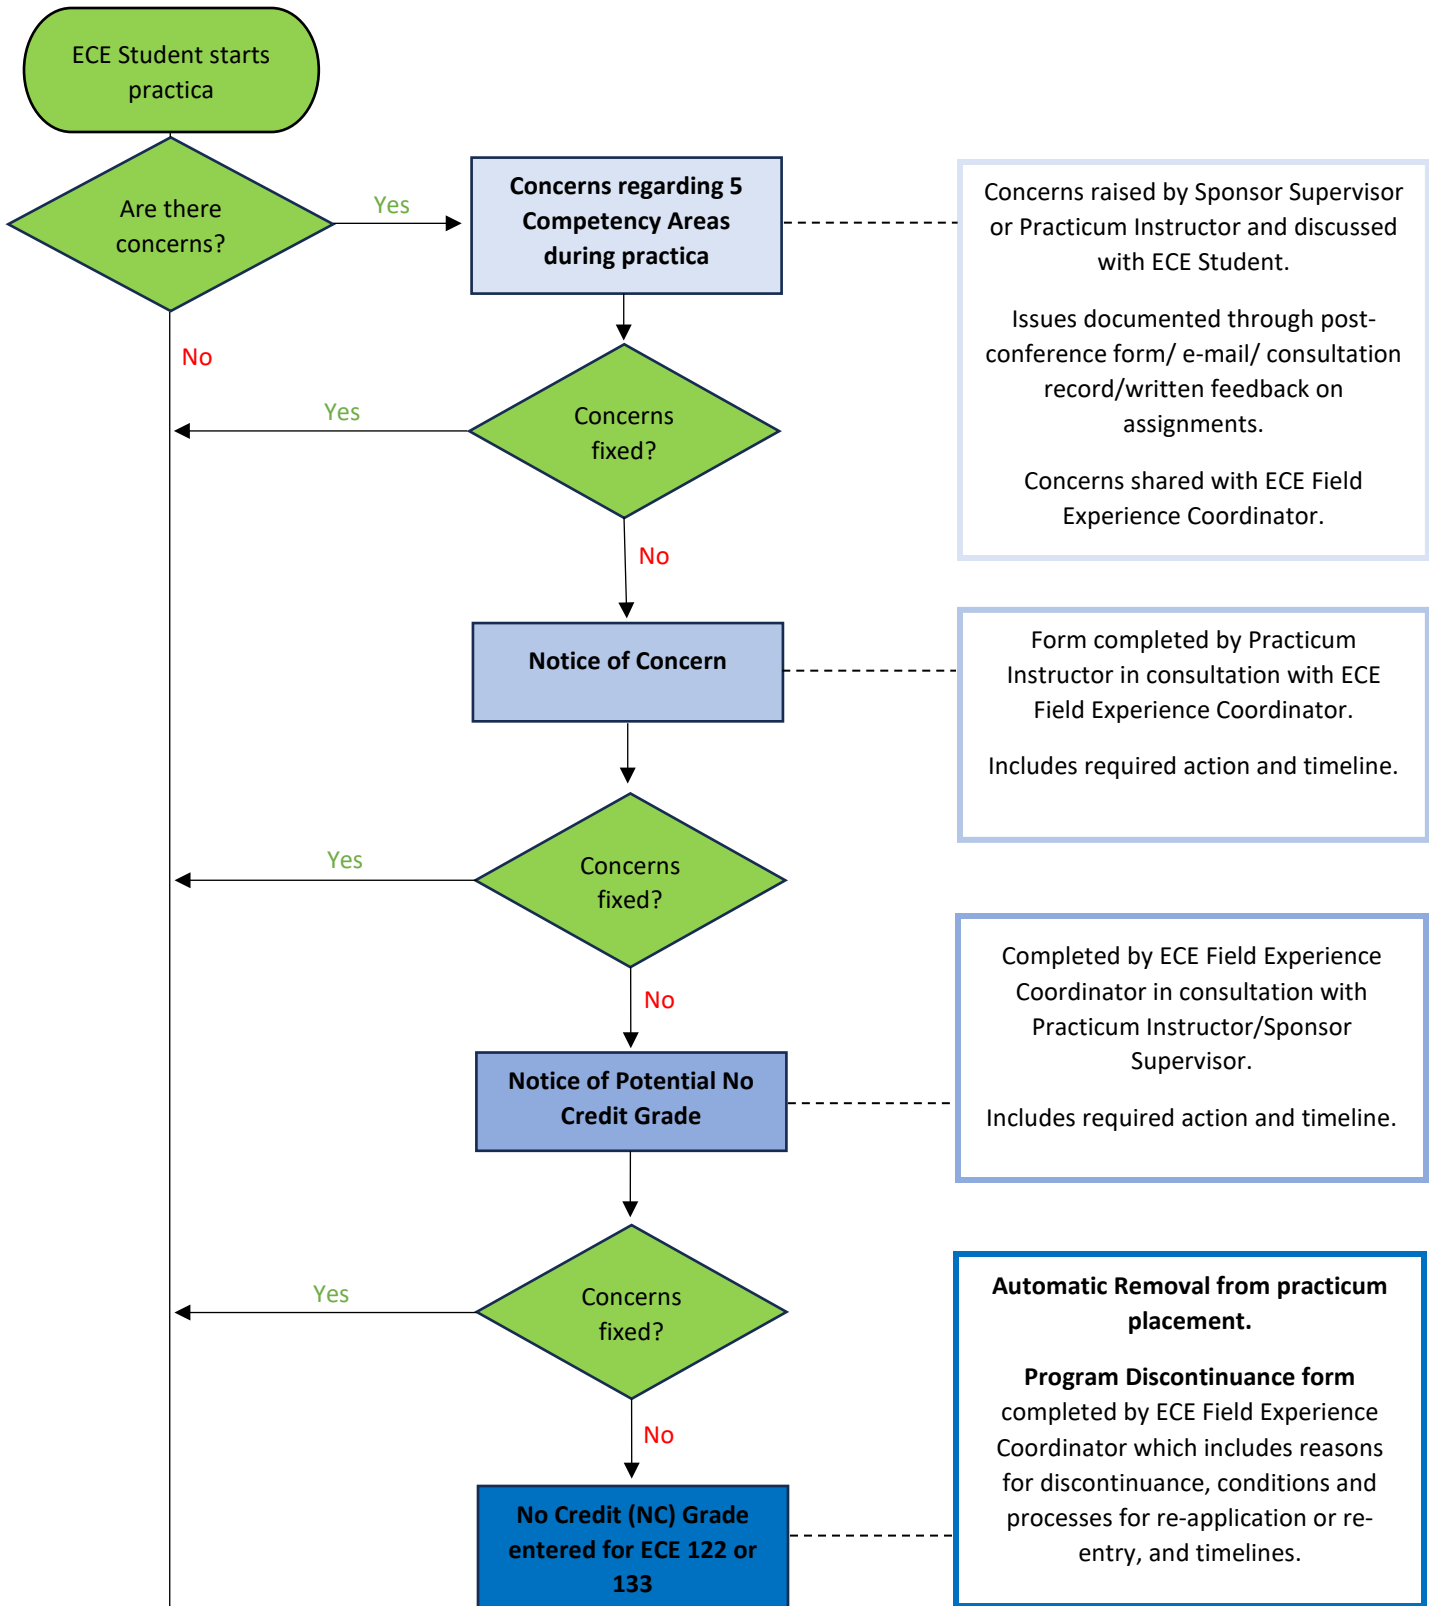 ECE Student starts
practica
Are there
concerns?
Yes
Concerns regarding 5
Competency Areas
during practica
Concerns raised by Sponsor Supervisor
or Practicum Instructor and discussed
with ECE Student.
Issues documented through post-
conference form/ e-mail/ consultation
record/written feedback on
assignments.
Concerns shared with ECE Field
Experience Coordinator.
No
Yes
Concerns
fixed?
No
Notice of Concern
Form completed by Practicum
Instructor in consultation with ECE
Field Experience Coordinator.
Includes required action and timeline.
Yes
Concerns
fixed?
No
Notice of Potential No
Credit Grade
Completed by ECE Field Experience
Coordinator in consultation with
Practicum Instructor/Sponsor
Supervisor.
Includes required action and timeline.
Yes
Concerns
fixed?
No
No Credit (NC) Grade
entered for ECE 122 or
133
Automatic Removal from practicum
placement.
Program Discontinuance form
completed by ECE Field Experience
Coordinator which includes reasons
for discontinuance, conditions and
processes for re-application or re-
entry, and timelines.